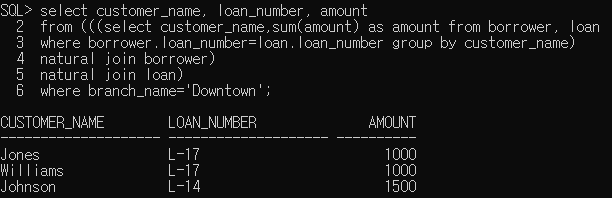 SQL> select customer_name, loan_number, amount
2 from (((select customer_name,sum(amount) as amount from borrower, loan
3 where borrower.loan_number=loan.loan_number group by customer_name)
4 natural join borrower)
5 natural join loan)
6 where branch_name='Downtown';
CUSTOMER_NAME LOAN_NUMBER AMOUNT
-------------------- -------------------- ----------
Jones L-17 1000
Williams L-17 1000
Johnson L-14 1500